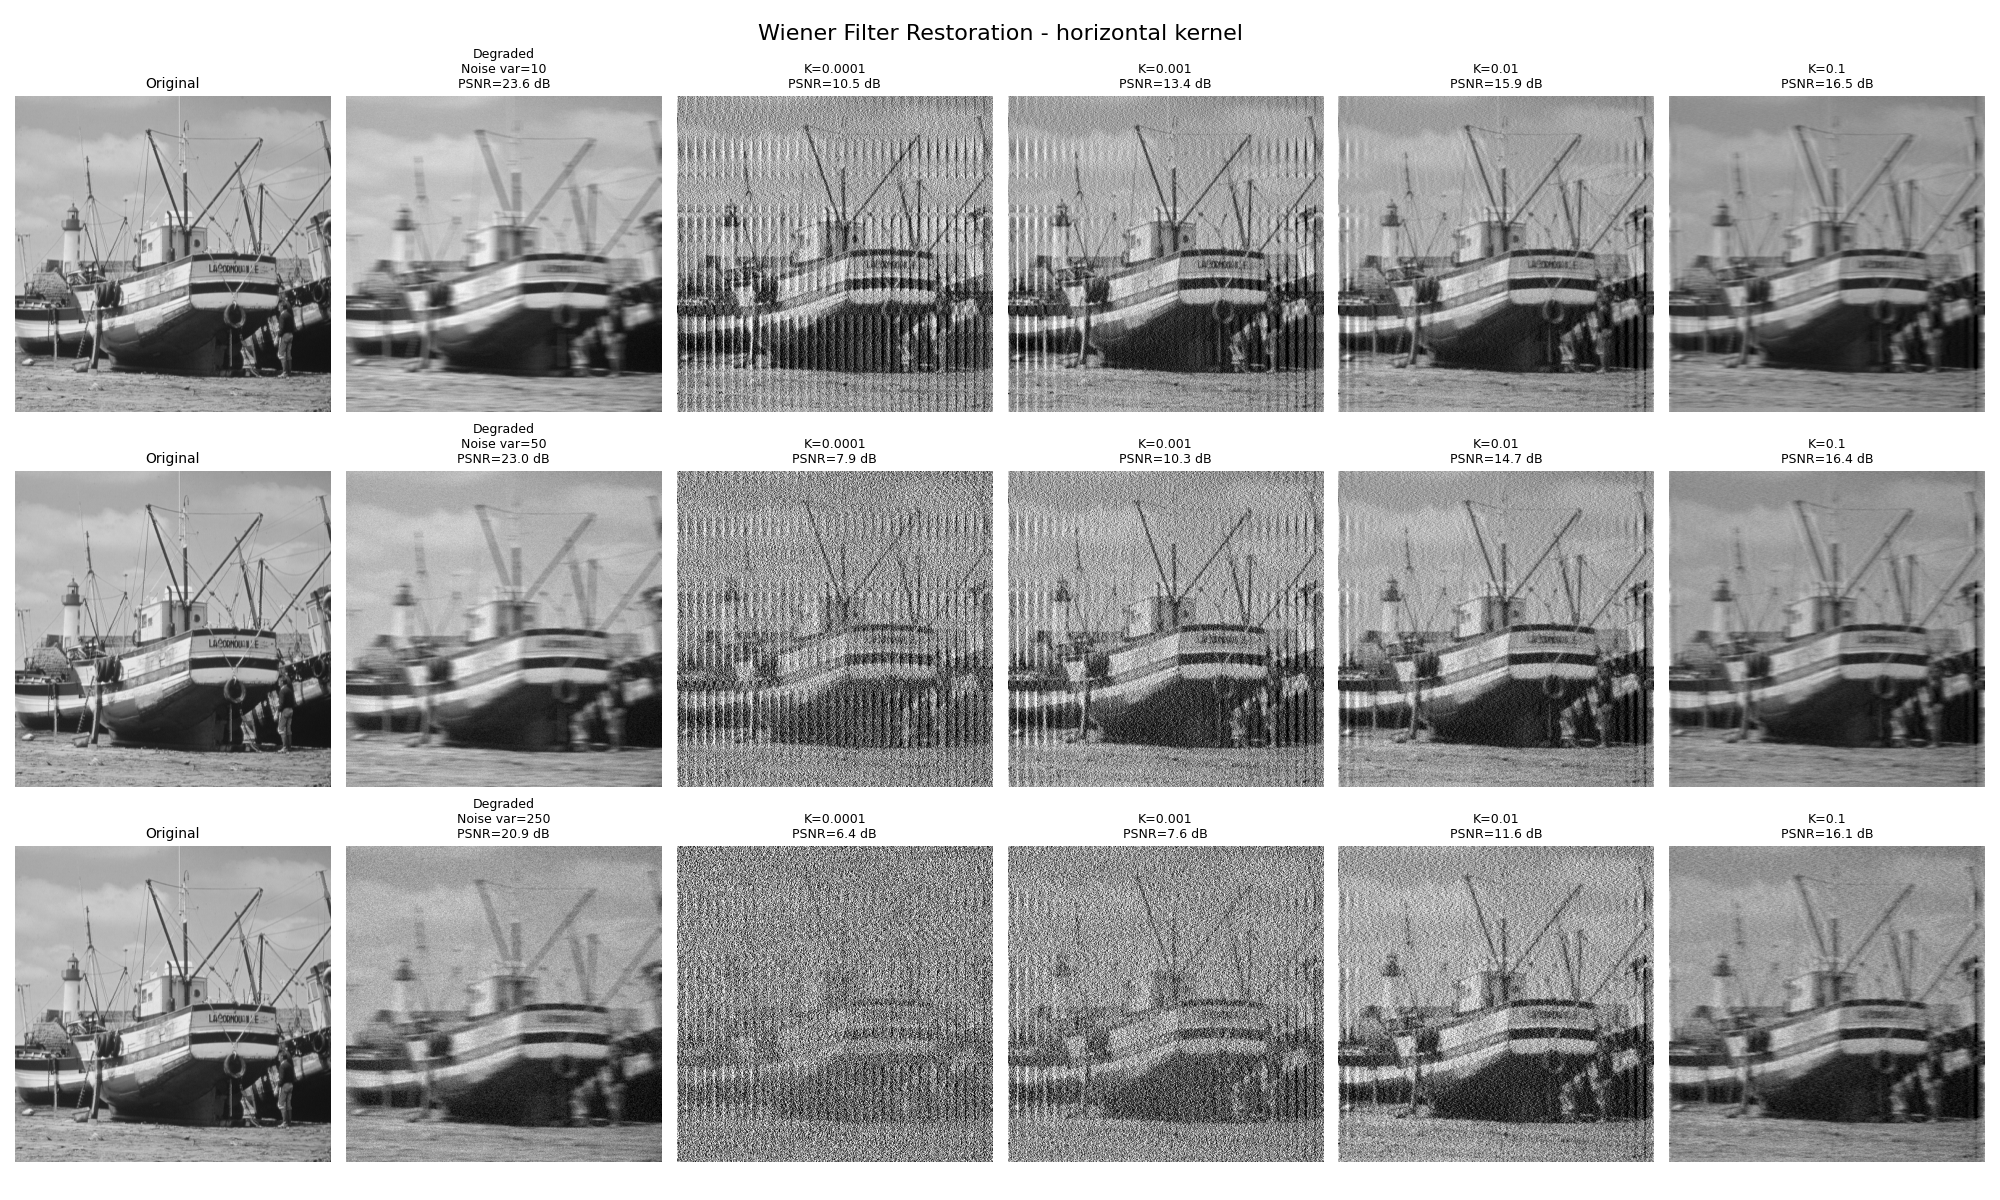 Wiener Filter Restoration - horizontal kernel
Original
Degraded
Noise var=10
PSNR=23.6 dB
K=0.0001
PSNR=10.5 dB
K=0.001
PSNR=13.4 dB
K=0.01
PSNR=15.9 dB
K=0.1
PSNR=16.5 dB
Original
Degraded
Noise var=50
PSNR=23.0 dB
K=0.0001
PSNR=7.9 dB
K=0.001
PSNR=10.3 dB
K=0.01
PSNR=14.7 dB
K=0.1
PSNR=16.4 dB
Original
Degraded
Noise var=250
PSNR=20.9 dB
K=0.0001
PSNR=6.4 dB
K=0.001
PSNR=7.6 dB
K=0.01
PSNR=11.6 dB
K=0.1
PSNR=16.1 dB